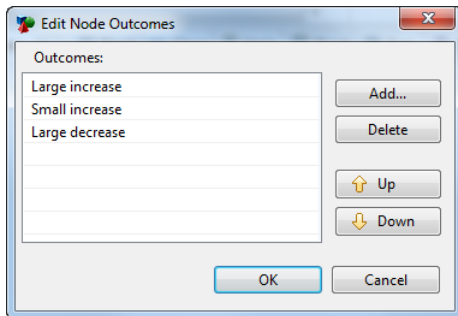 Edit Node Outcomes
Outcomes:
Large increase
Small increase
Large decrease
Add...
Delete
Up
Down
OK
Cancel